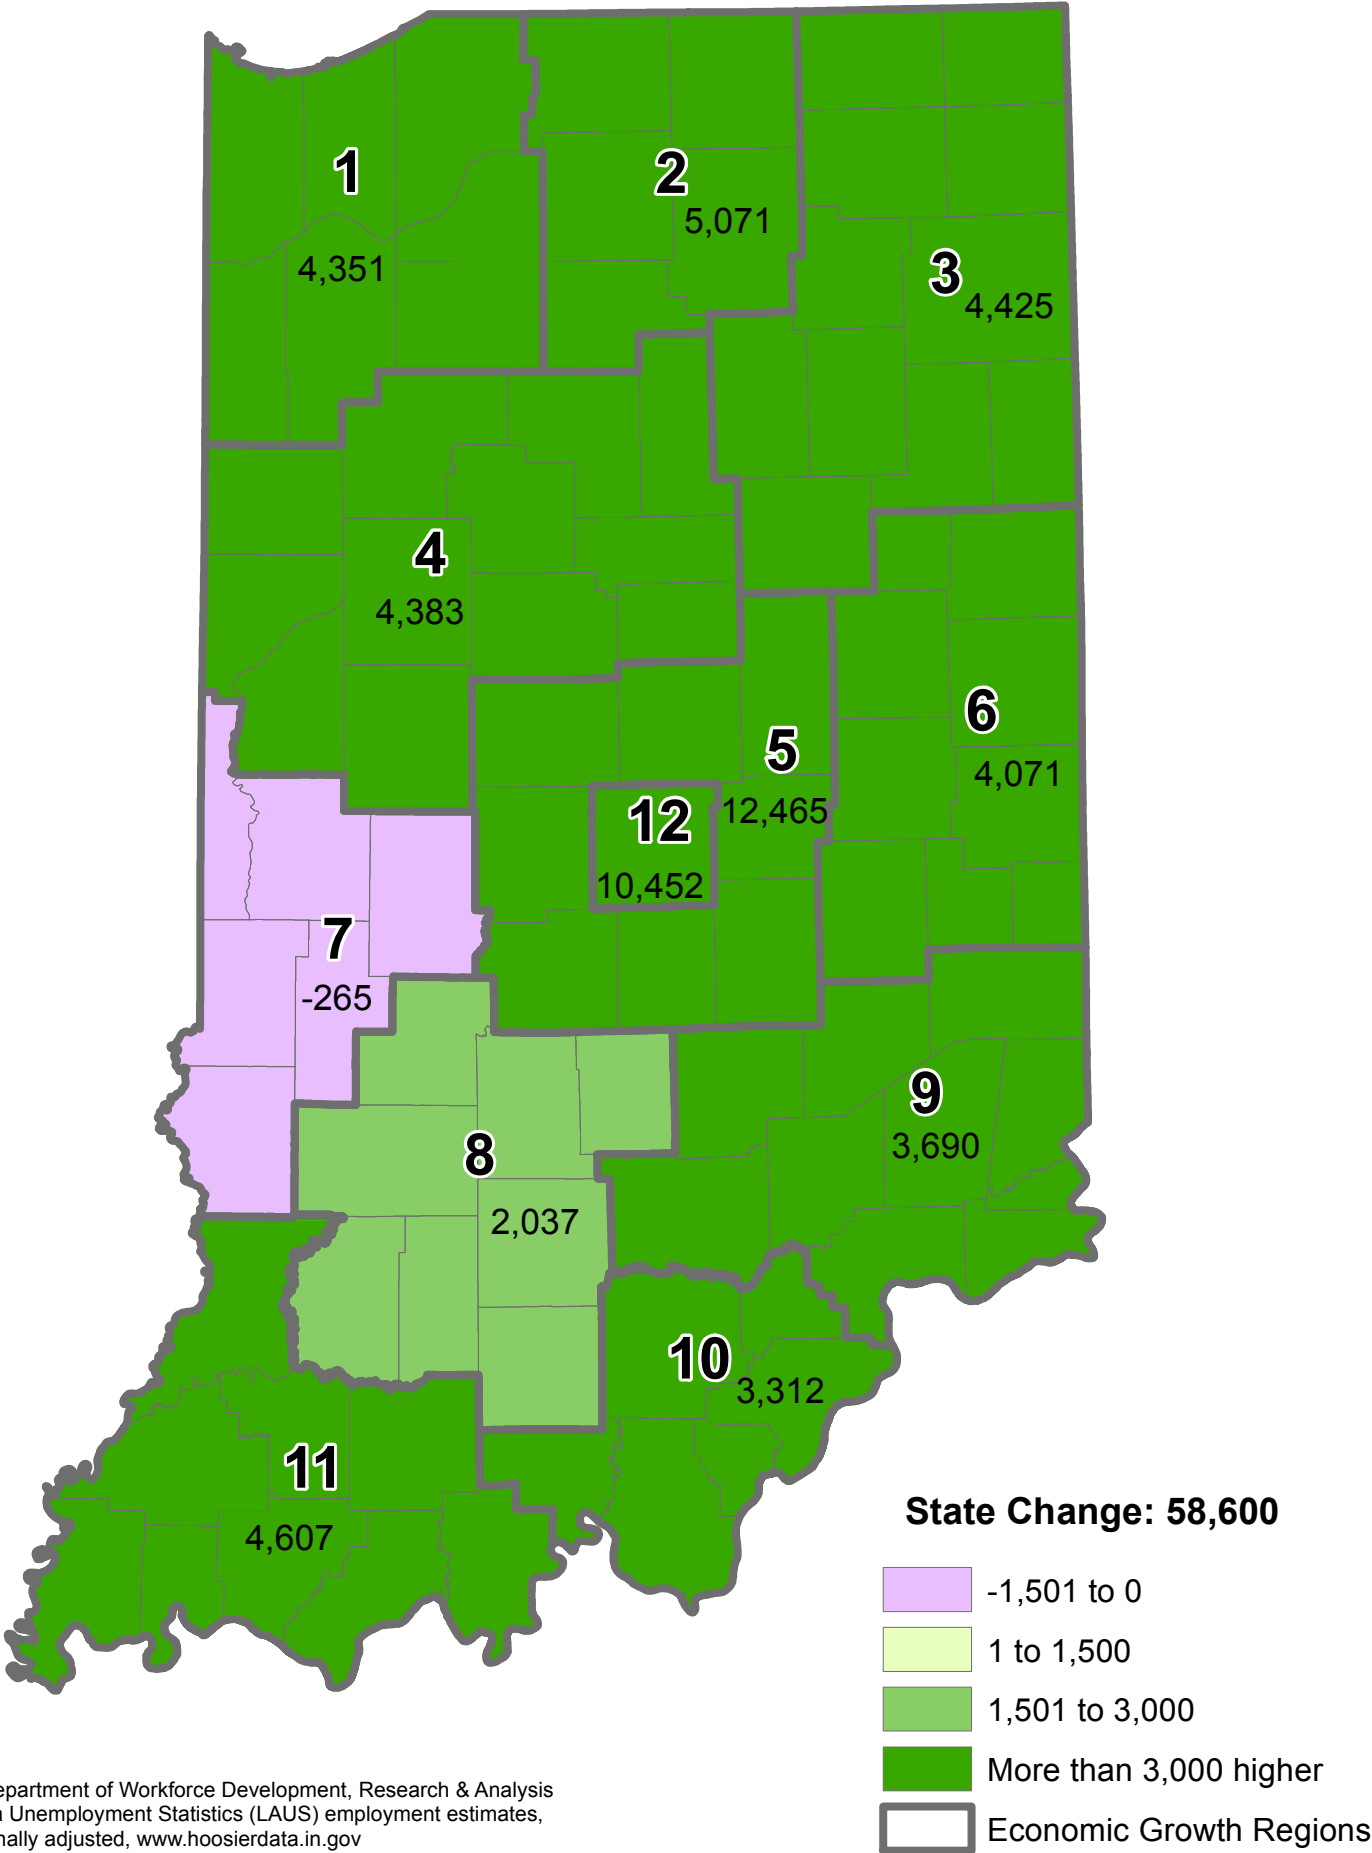 1
4,351
2
5,071
3
4,425
4
4,383
5
12,465
6
4,071
12
10,452
7
-265
8
2,037
9
3,690
10
3,312
11
4,607
State Change: 58,600
-1,501 to 0
1 to 1,500
1,501 to 3,000
More than 3,000 higher
Economic Growth Regions
epartment of Workforce Development, Research & Analysis
Unemployment Statistics (LAUS) employment estimates,
nally adjusted, www.hoosierdata.in.gov